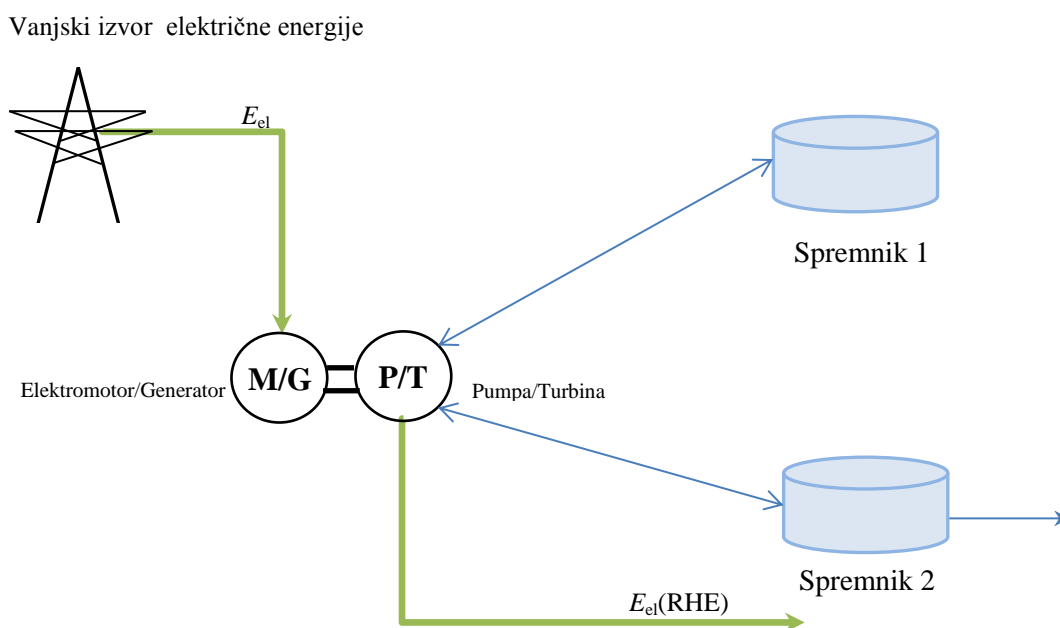 Vanjski izvor električne energije
E_el
Spremnik 1
M/G
P/T
Elektromotor/Generator
Pumpa/Turbina
Spremnik 2
E_el(RHE)